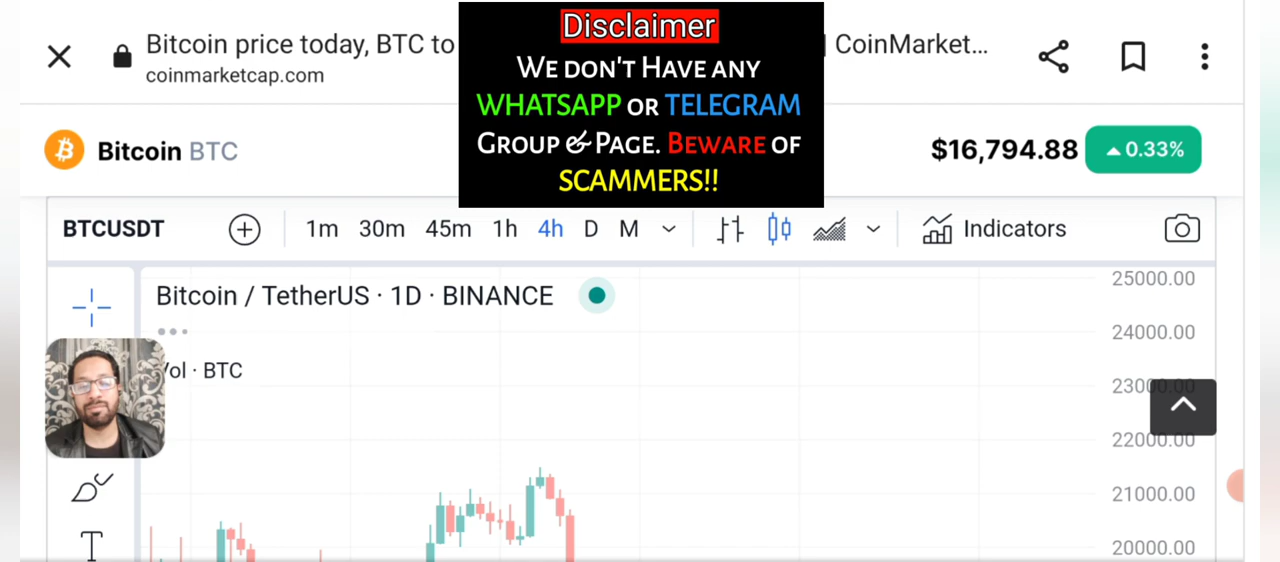 Bitcoin price today, BTC to
CoinMarket...
coinmarketcap.com
Disclaimer
WE DON'T HAVE ANY
WHATSAPP OR TELEGRAM
GROUP & PAGE. BEWARE OF
SCAMMERS!!
Bitcoin BTC
$16,794.88
0.33%
BTCUSDT 1m 30m 45m 1h 4h D M Indicators
Bitcoin / TetherUS · 1D · BINANCE
Vol · BTC
25000.00
24000.00
23000.00
22000.00
21000.00
20000.00
T